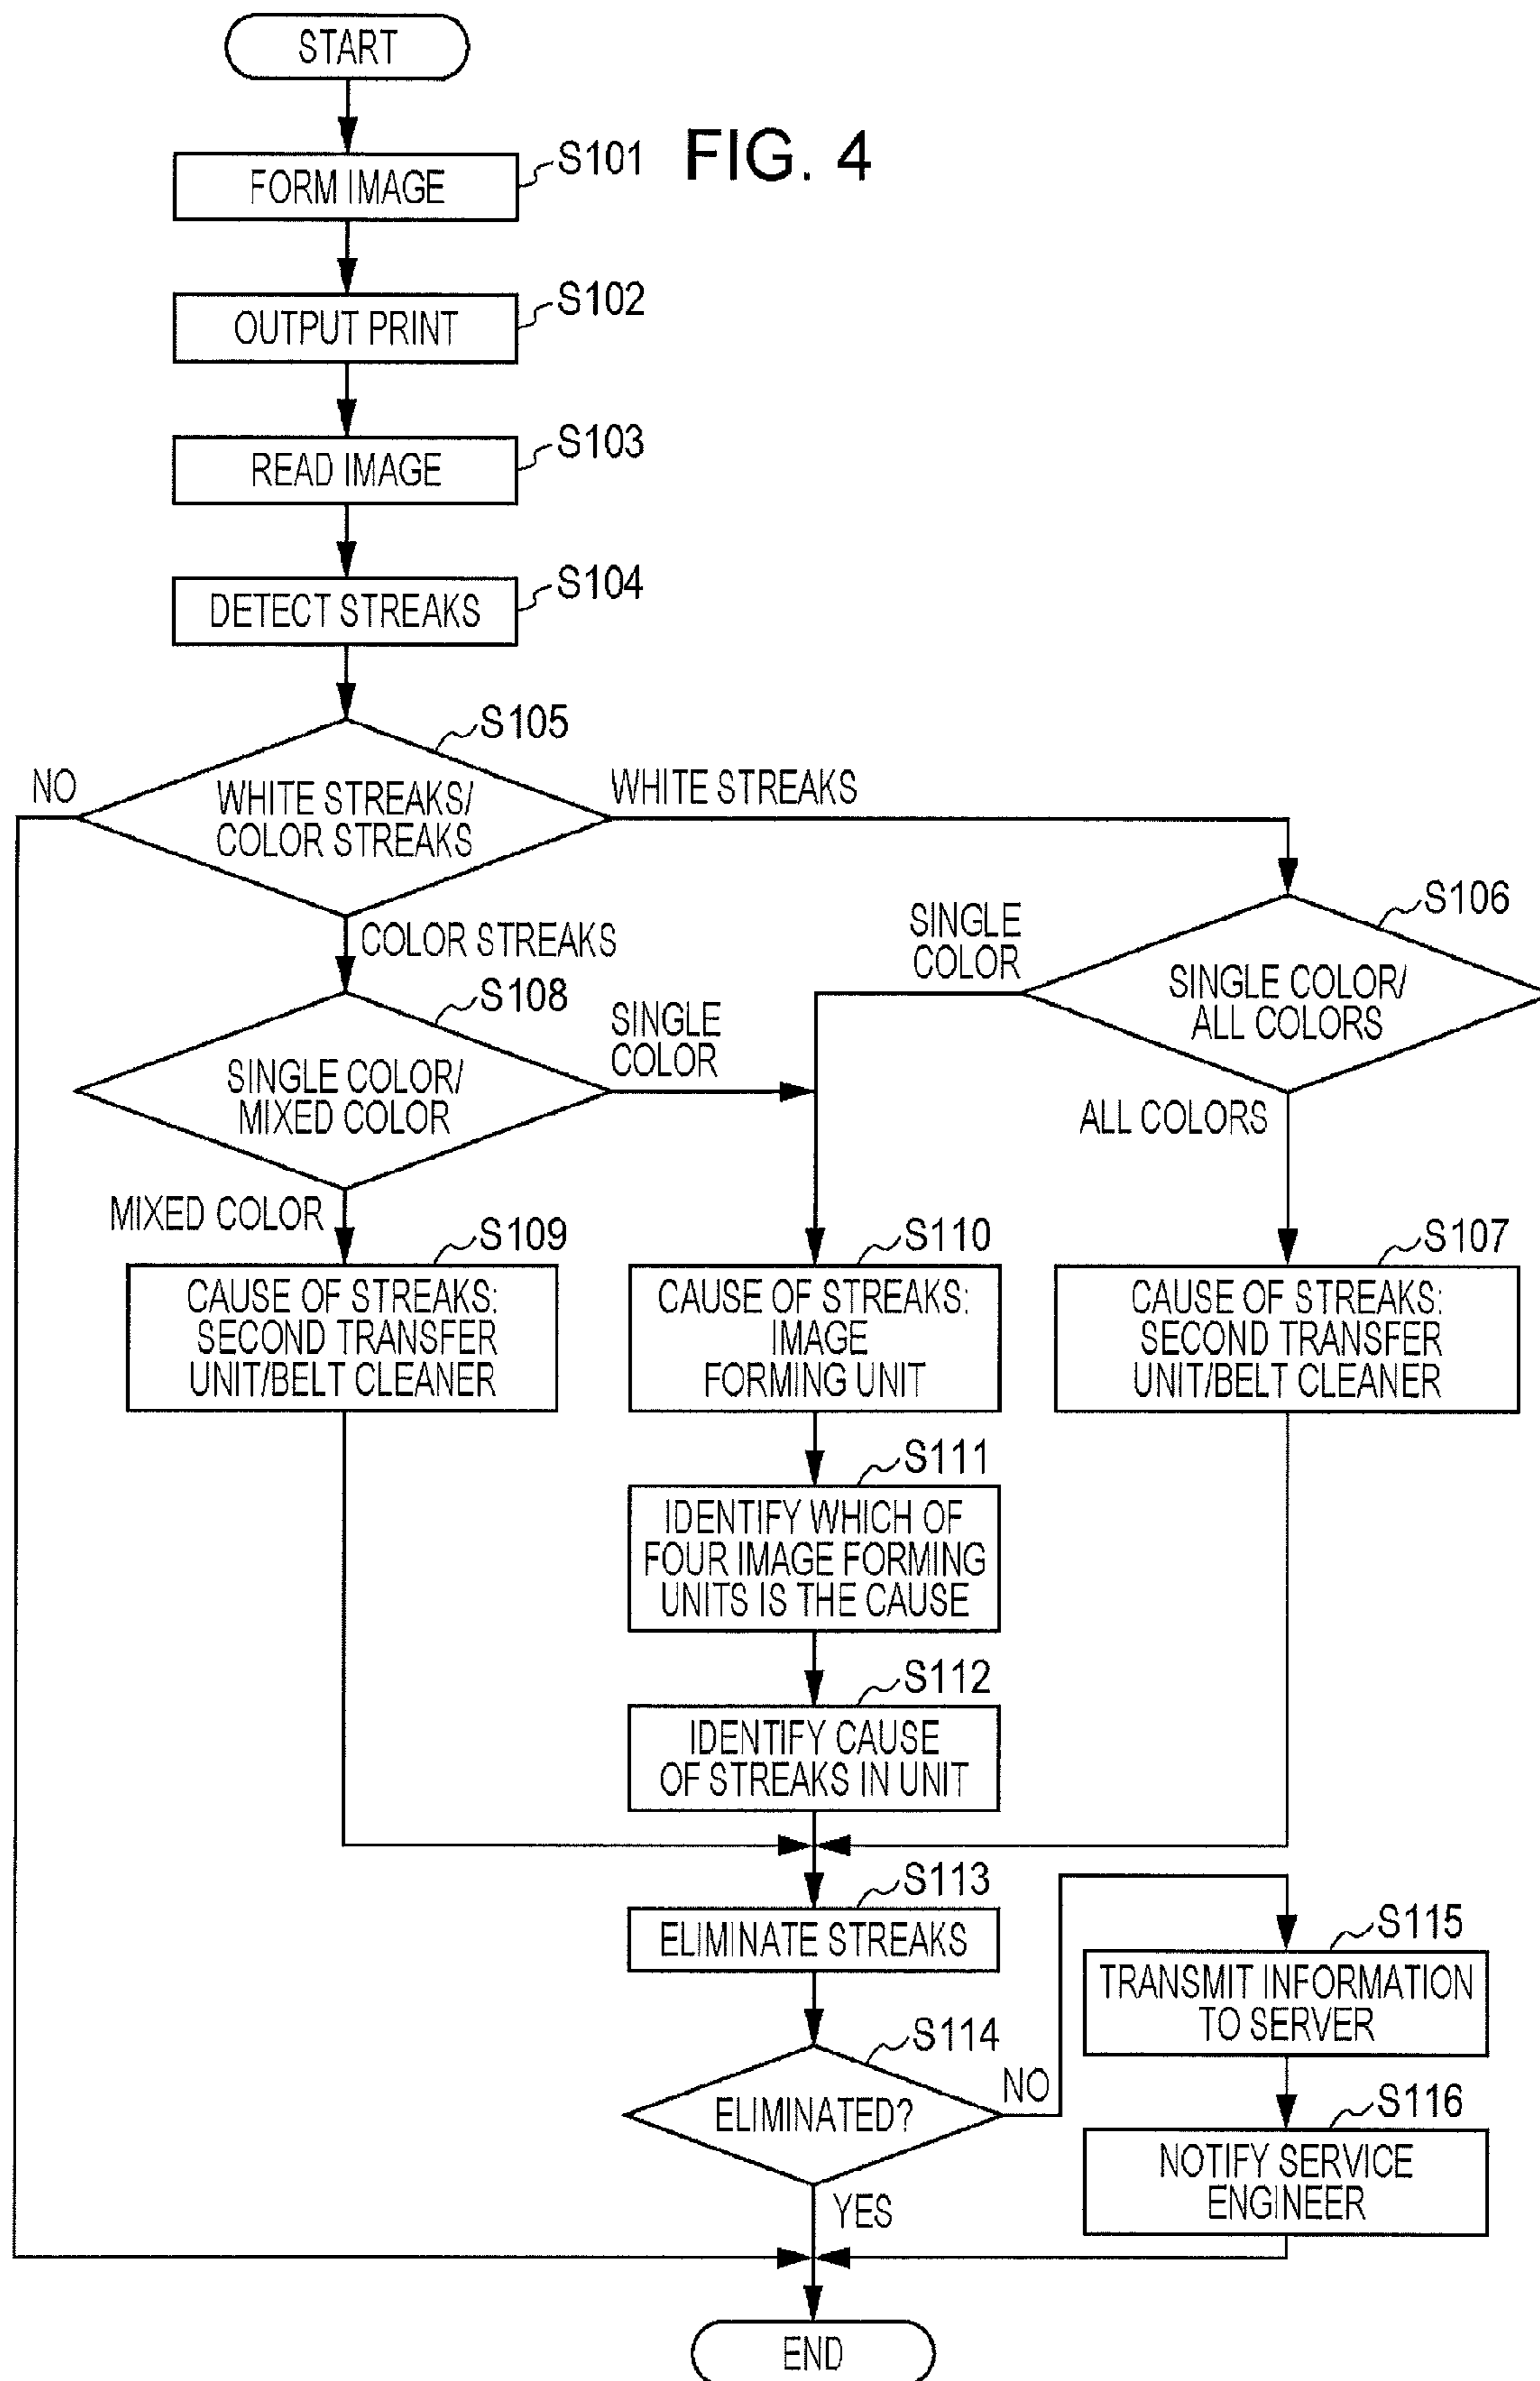 START
FIG. 4
S101
FORM IMAGE
S102
OUTPUT PRINT
S103
READ IMAGE
S104
DETECT STREAKS
S105
NO
WHITE STREAKS/
COLOR STREAKS
WHITE STREAKS
COLOR STREAKS
S106
SINGLE
COLOR
SINGLE COLOR/
ALL COLORS
ALL COLORS
S108
SINGLE
COLOR
SINGLE COLOR/
MIXED COLOR
MIXED COLOR
S109
CAUSE OF STREAKS:
SECOND TRANSFER
UNIT/BELT CLEANER
S110
CAUSE OF STREAKS:
IMAGE
FORMING UNIT
S107
CAUSE OF STREAKS:
SECOND TRANSFER
UNIT/BELT CLEANER
S111
IDENTIFY WHICH OF
FOUR IMAGE FORMING
UNITS IS THE CAUSE
S112
IDENTIFY CAUSE
OF STREAKS IN UNIT
S113
ELIMINATE STREAKS
S114
ELIMINATED?
NO
YES
S115
TRANSMIT INFORMATION
TO SERVER
S116
NOTIFY SERVICE
ENGINEER
END